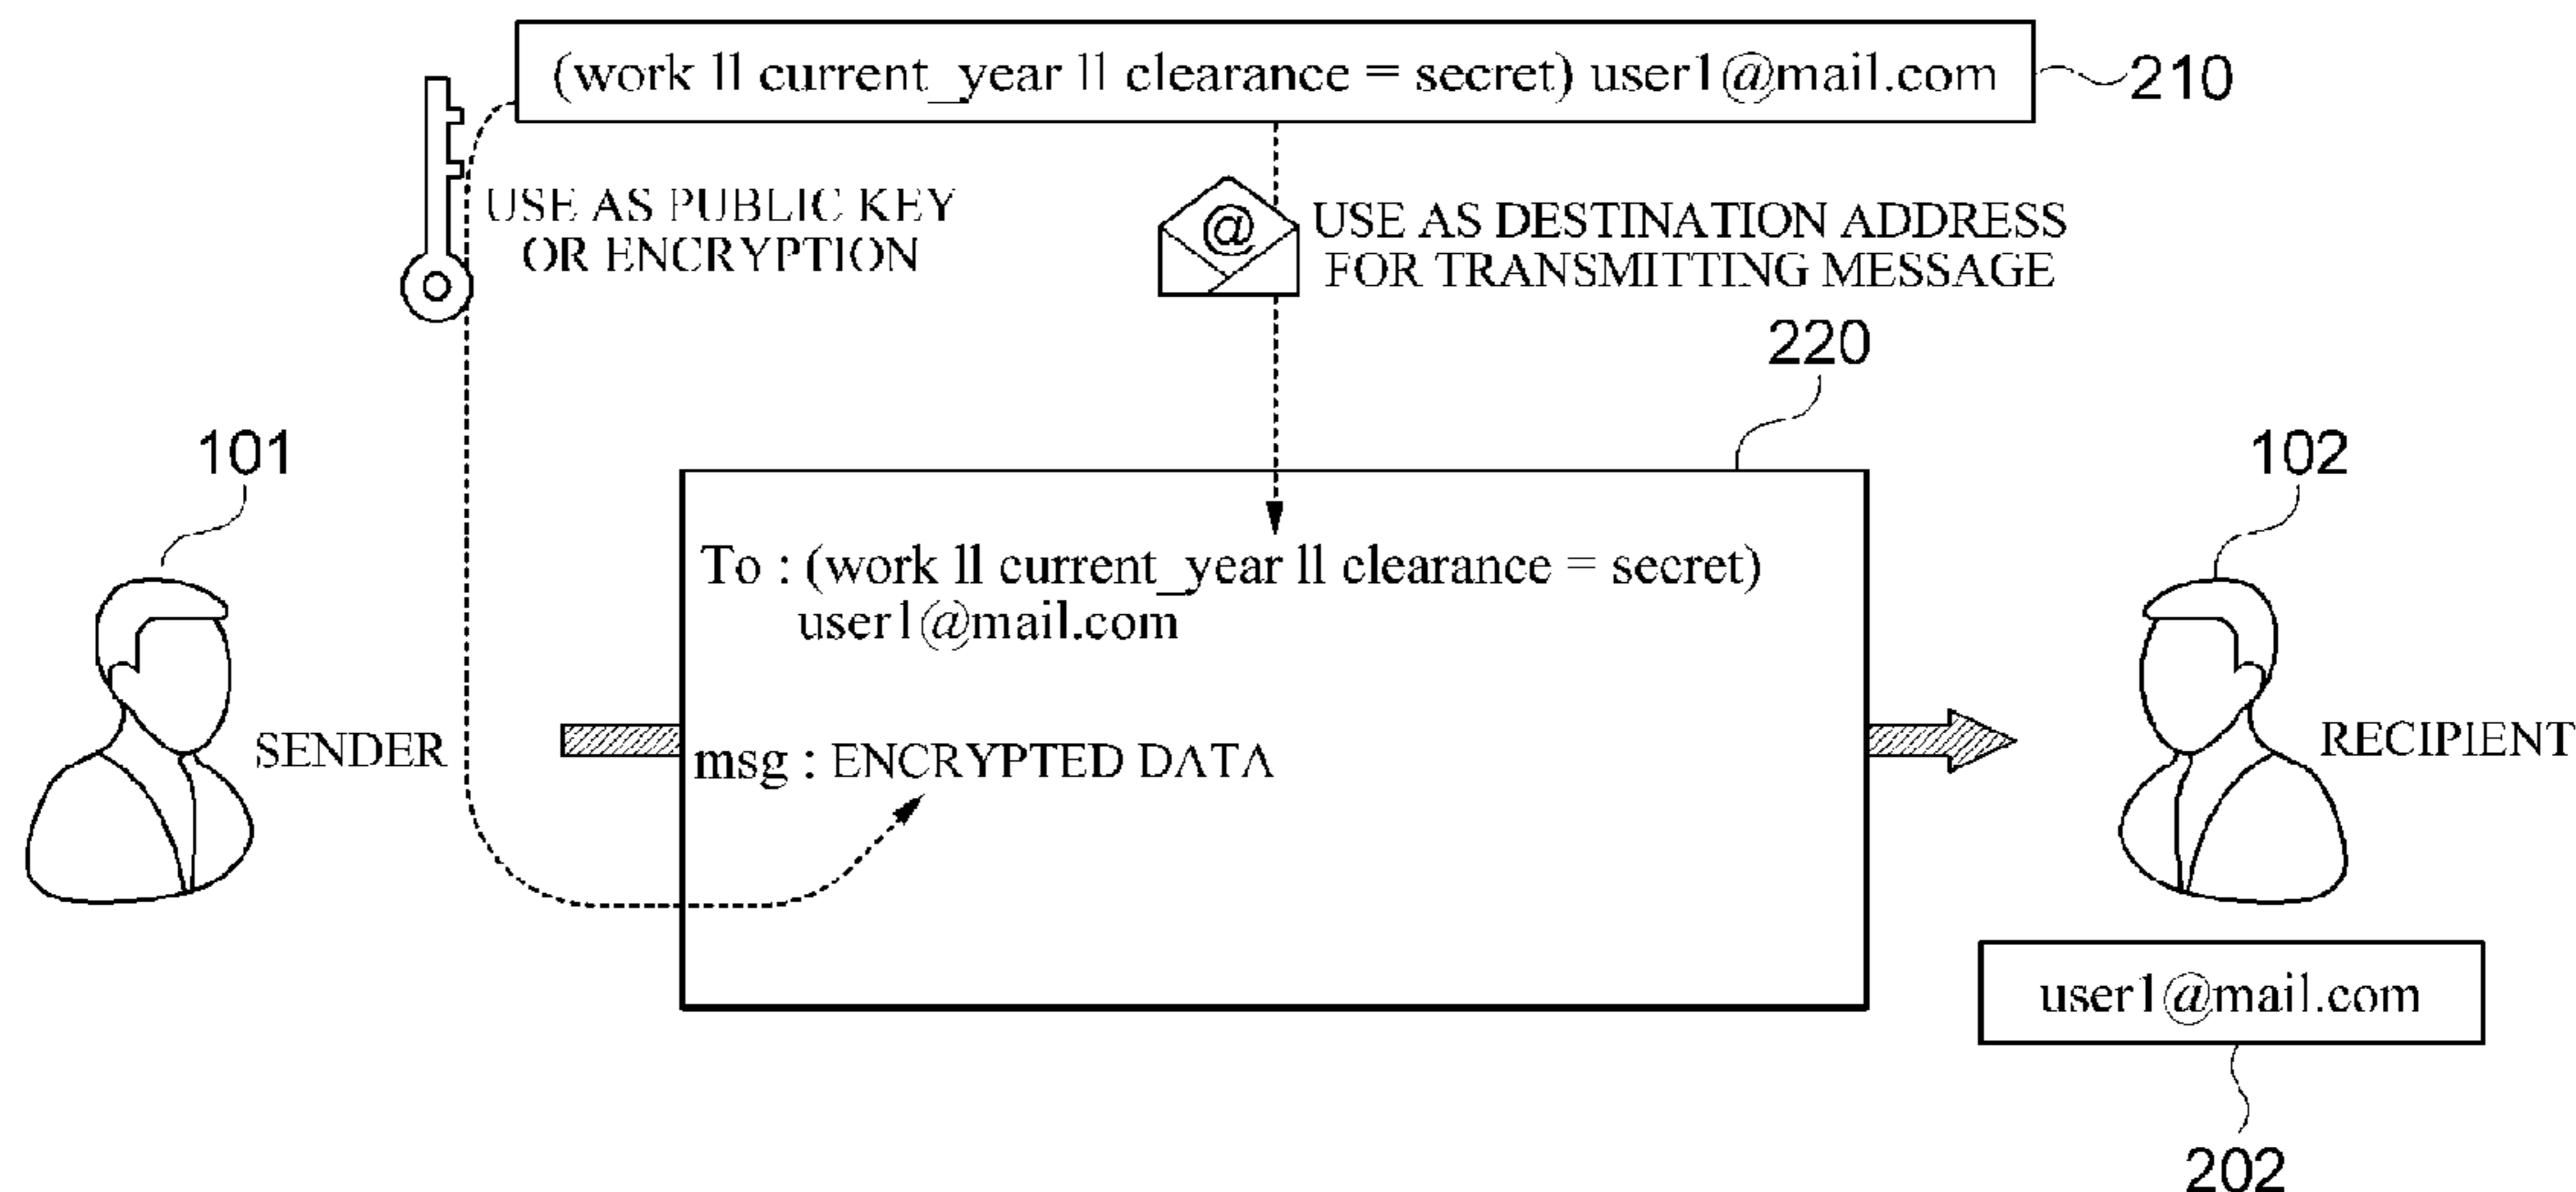 (work ll current_year ll clearance = secret) user1@mail.com
210
USE AS PUBLIC KEY
OR ENCRYPTION
USE AS DESTINATION ADDRESS
FOR TRANSMITTING MESSAGE
220
101
102
To : (work ll current_year ll clearance = secret)
user1@mail.com
SENDER
msg : ENCRYPTED DATA
RECIPIENT
user1@mail.com
202